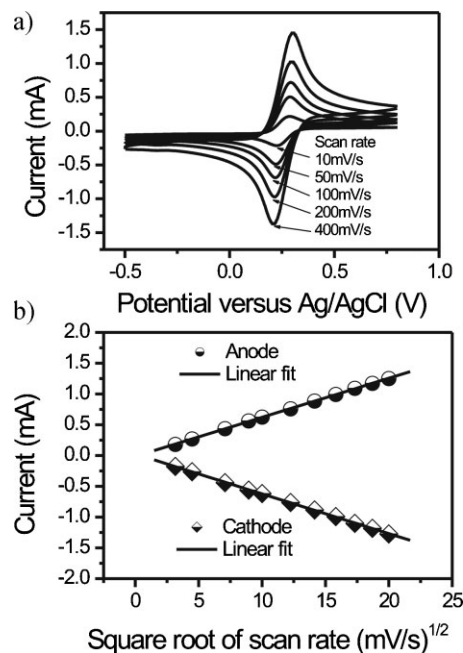 a)
1.5
1.0
0.5
0.0
-0.5
-1.0
-1.5
Current (mA)
Scan rate
10mV/s
50mV/s
100mV/s
200mV/s
400mV/s
-0.5
0.0
0.5
1.0
Potential versus Ag/AgCl (V)
b)
2.0
1.5
1.0
0.5
0.0
-0.5
-1.0
-1.5
-2.0
Current (mA)
Anode
Linear fit
Cathode
Linear fit
0 5 10 15 20 25
Square root of scan rate (mV/s)1/2